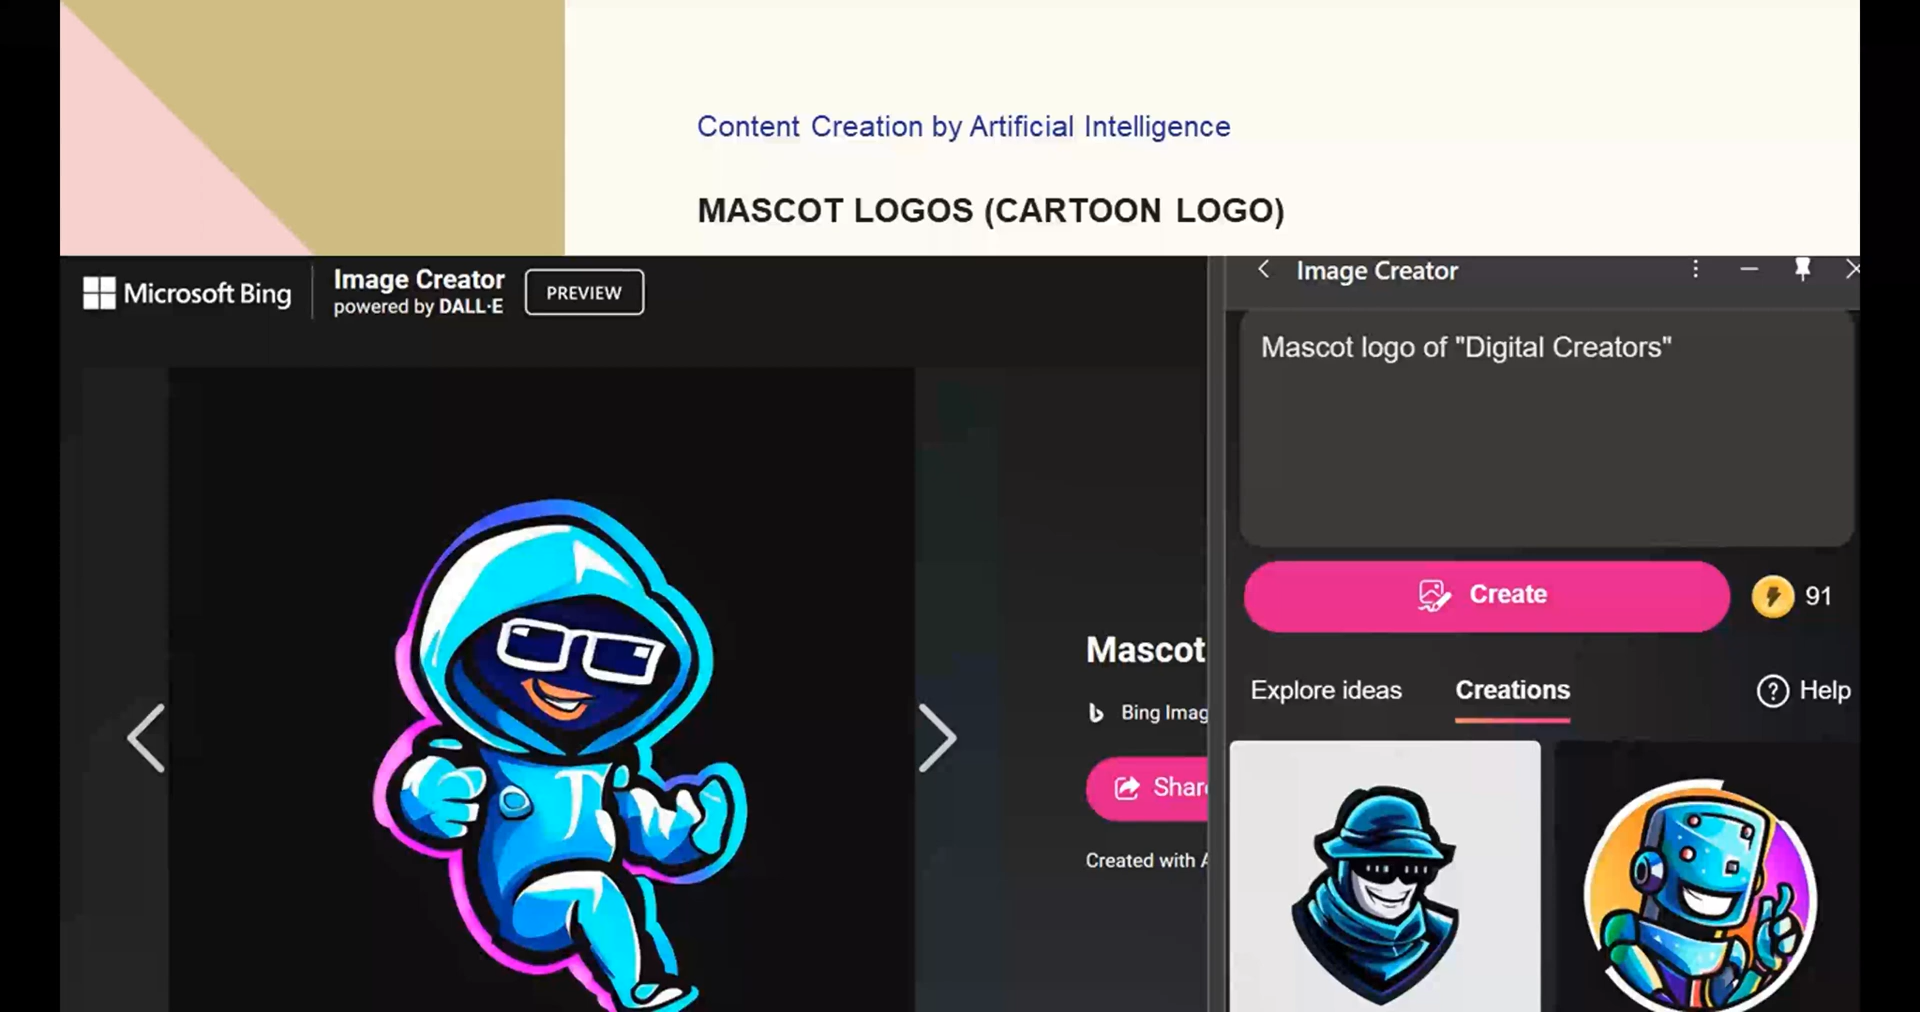 Content Creation by Artificial Intelligence
MASCOT LOGOS (CARTOON LOGO)
Microsoft Bing
Image Creator
powered by DALL·E
PREVIEW
Image Creator
Mascot logo of "Digital Creators"
Create
91
Explore ideas
Creations
Help
Mascot
Bing Imag
Shar
Created with A